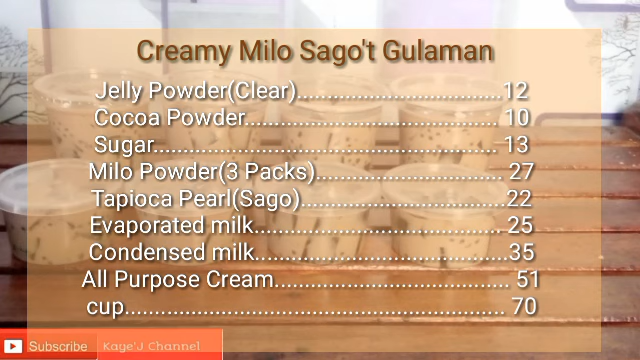 Creamy Milo Sago't Gulaman
Jelly Powder(Clear)..................................12
Cocoa Powder.......................................... 10
Sugar.........................................................13
Milo Powder(3 Packs)............................... 27
Tapioca Pearl(Sago)..................................22
Evaporated milk......................................... 25
Condensed milk..........................................35
All Purpose Cream....................................... 51
cup............................................................... 70
Subscribe Kaye'J Channel